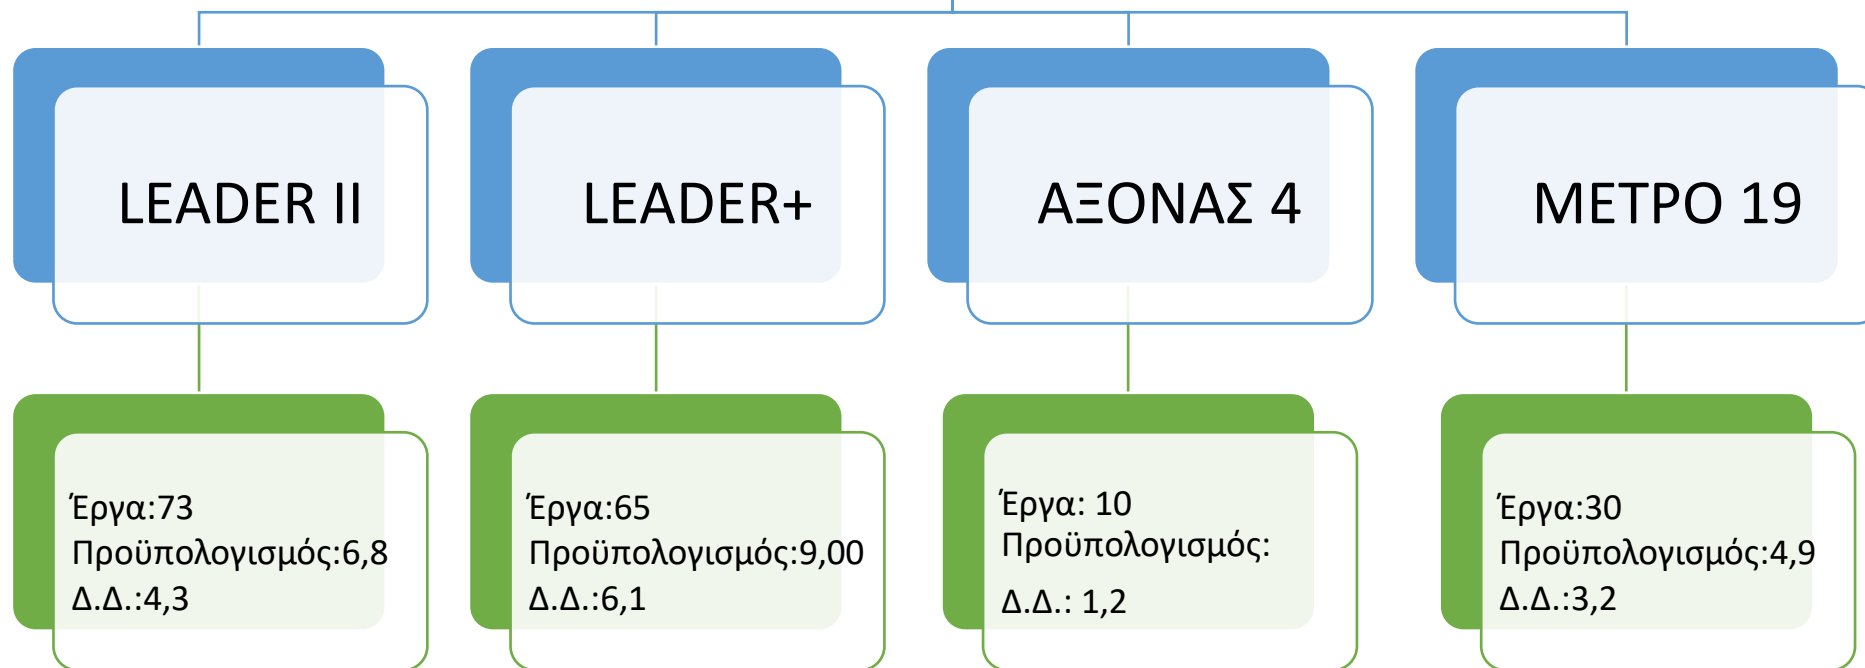 LEADER II
LEADER+
ΑΞΟΝΑΣ 4
ΜΕΤΡΟ 19
Έργα:73
Προϋπολογισμός:6,8
Δ.Δ.:4,3
Έργα:65
Προϋπολογισμός:9,00
Δ.Δ.:6,1
Έργα: 10
Προϋπολογισμός:
Δ.Δ.: 1,2
Έργα:30
Προϋπολογισμός:4,9
Δ.Δ.:3,2